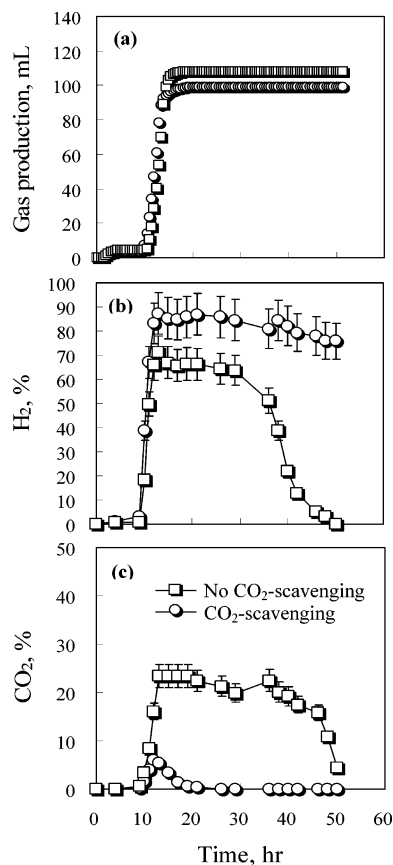 140
(a)
120
100
80
60
40
20
0
Gas production, mL
100
(b)
90
80
70
60
50
40
30
20
10
0
H₂, %
50
(c)
No CO₂-scavenging
CO₂-scavenging
40
30
20
10
0
CO₂, %
0 10 20 30 40 50 60
Time, hr